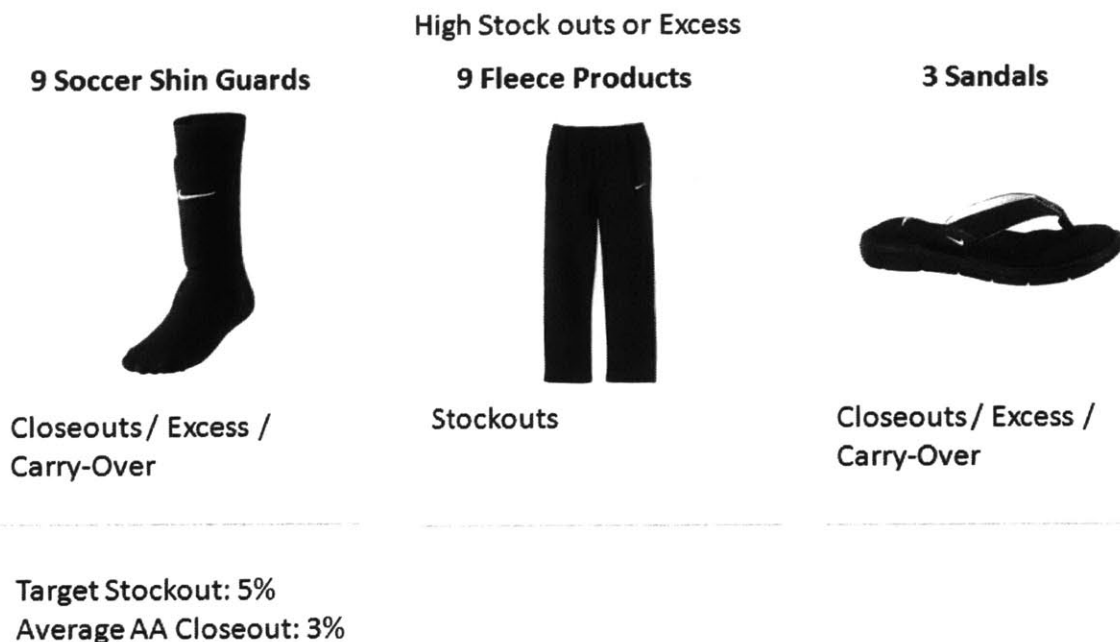 High Stock outs or Excess
9 Soccer Shin Guards
9 Fleece Products
3 Sandals
Closeouts / Excess /
Carry-Over
Stockouts
Closeouts / Excess /
Carry-Over
Target Stockout: 5%
Average AA Closeout: 3%